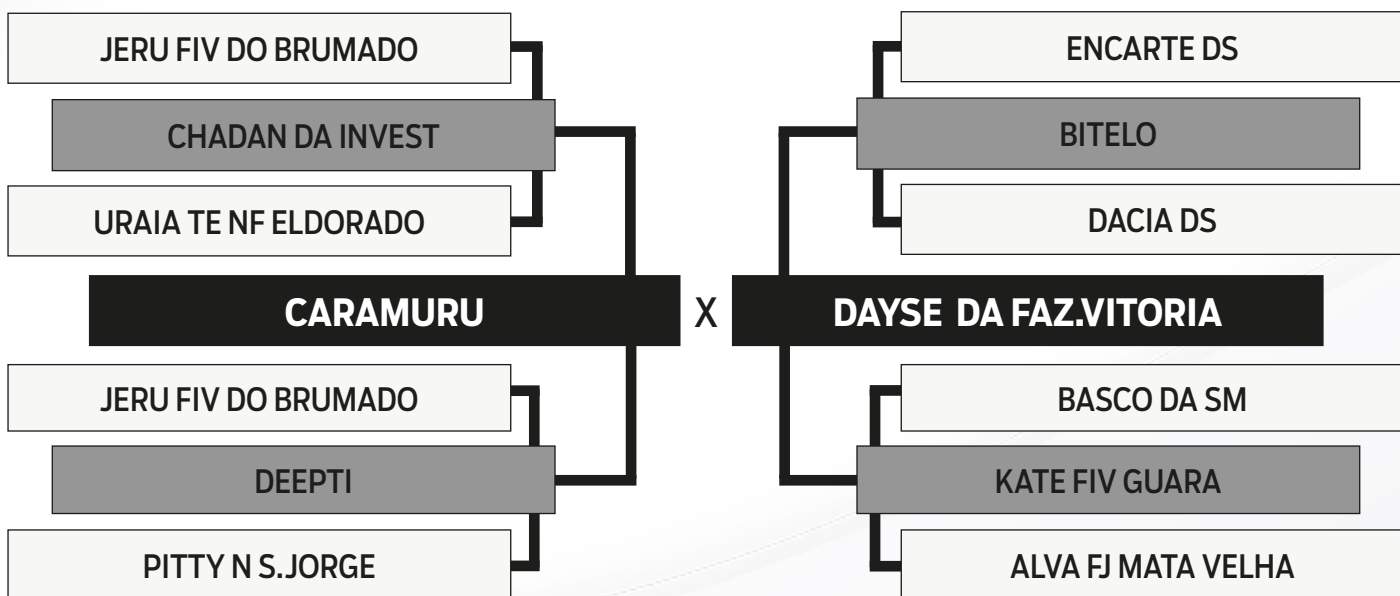 JERU FIV DO BRUMADO
CHADAN DA INVEST
URAIA TE NF ELDORADO
CARAMURU
JERU FIV DO BRUMADO
DEEPTI
PITTY N S.JORGE
X
ENCARTE DS
BITELO
DACIA DS
DAYSE DA FAZ.VITORIA
BASCO DA SM
KATE FIV GUARA
ALVA FJ MATA VELHA